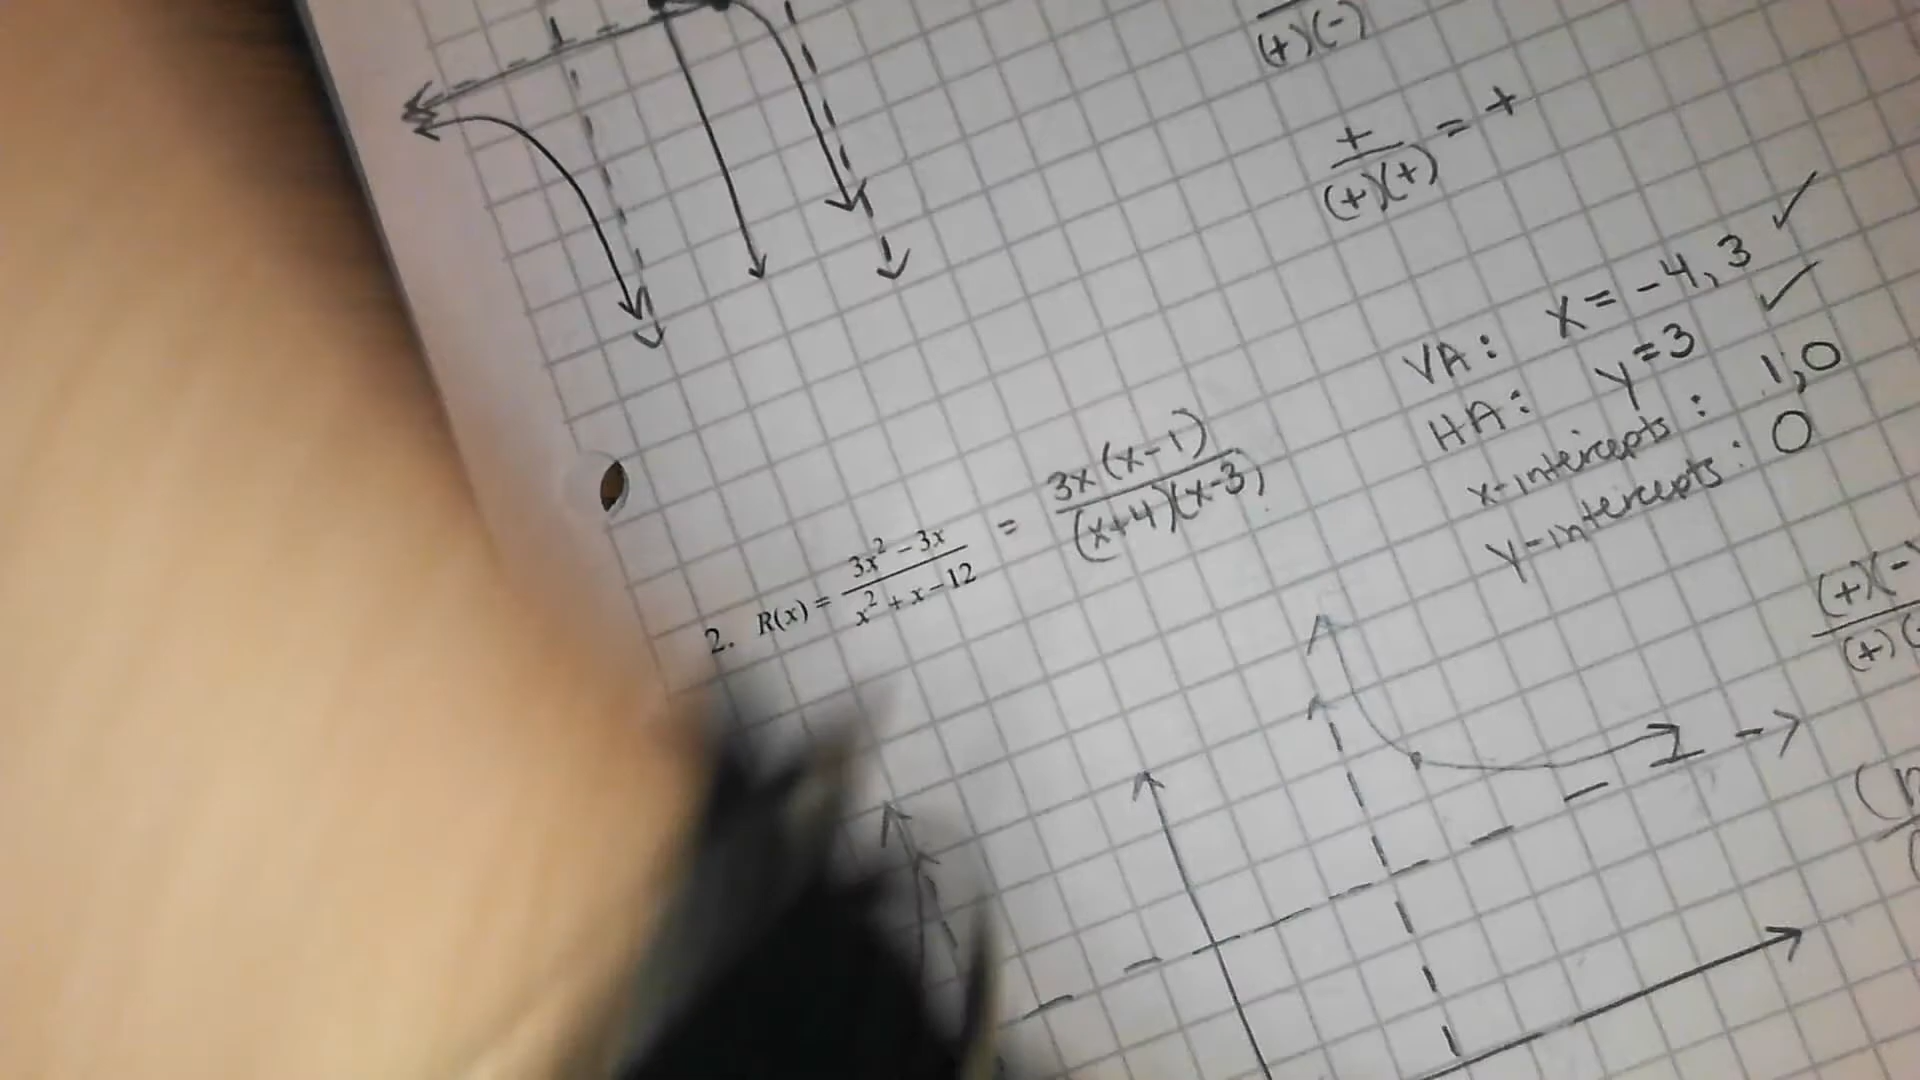 (+)(-)
+
(+)(+) = +
VA: x = -4, 3 ✓
HA: y = 3 ✓
x-intercepts: 1, 0
y-intercepts: 0
2. R(x) = 3x² - 3x / x² + x - 12 = 3x(x-1) / (x+4)(x-3)
(+)(-
(+)(